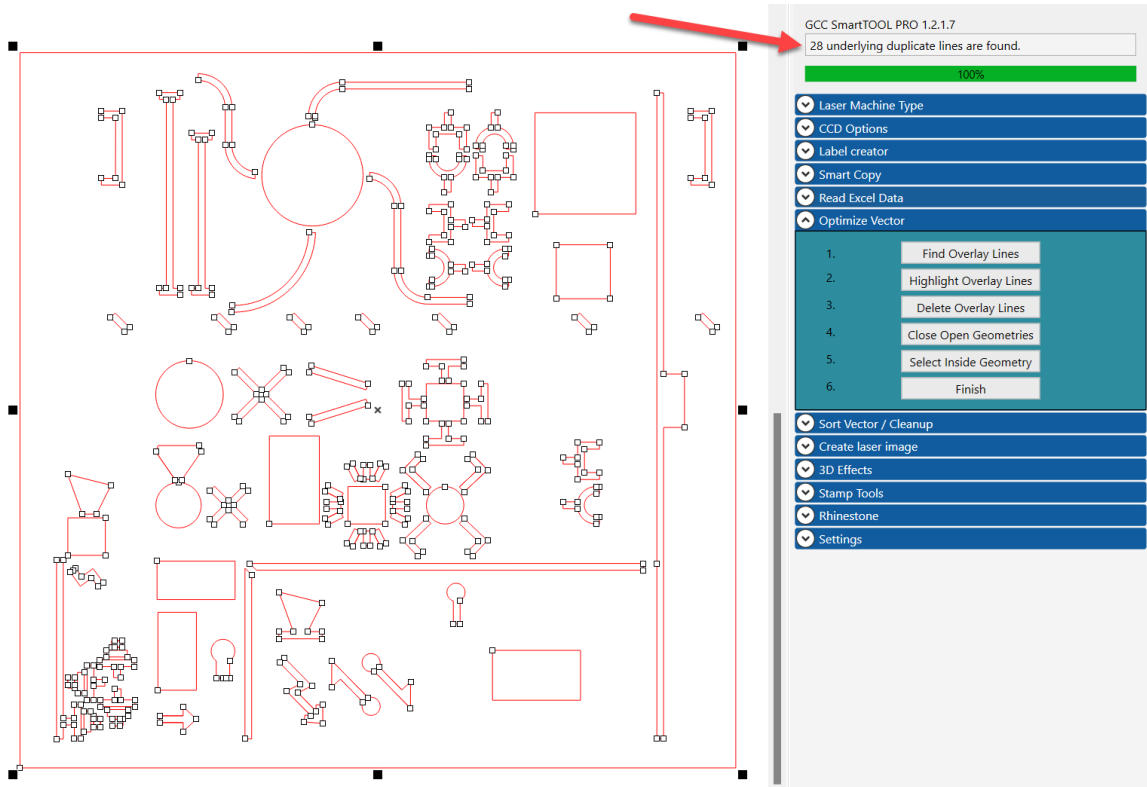 GCC SmartTOOL PRO 1.2.1.7
28 underlying duplicate lines are found.
100%
Laser Machine Type
CCD Options
Label creator
Smart Copy
Read Excel Data
Optimize Vector
1. Find Overlay Lines
2. Highlight Overlay Lines
3. Delete Overlay Lines
4. Close Open Geometries
5. Select Inside Geometry
6. Finish
Sort Vector / Cleanup
Create laser image
3D Effects
Stamp Tools
Rhinestone
Settings